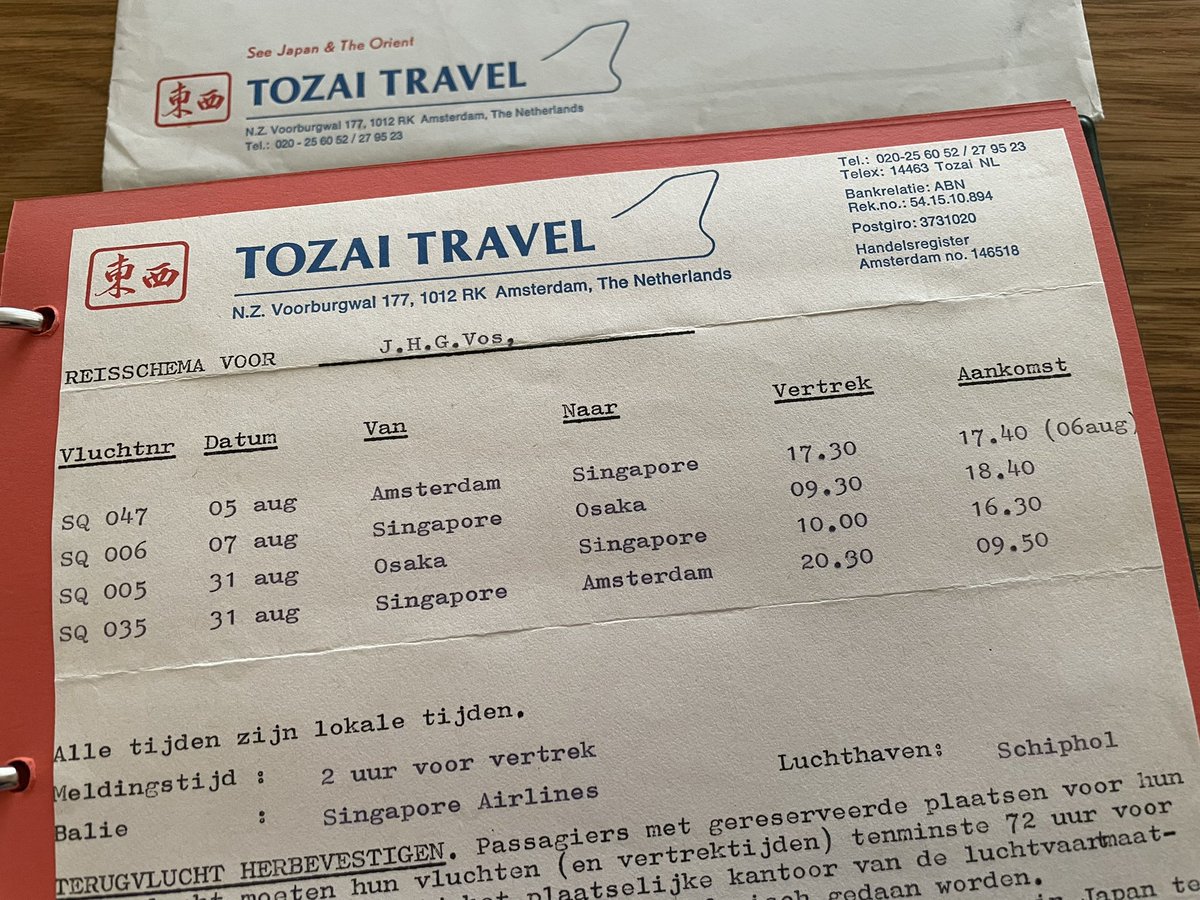 See Japan & The Orient
東西 TOZAI TRAVEL
N.Z. Voorburgwal 177, 1012 RK Amsterdam, The Netherlands
Tel.: 020 - 25 60 52 / 27 95 23
東西 TOZAI TRAVEL
N.Z. Voorburgwal 177, 1012 RK Amsterdam, The Netherlands
Tel.: 020-25 60 52 / 27 95 23
Telex: 14463 Tozai NL
Bankrelatie: ABN
Rek.no.: 54.15.10.894
Postgiro: 3731020
Handelsregister
Amsterdam no. 146518
REISSCHEMA VOOR J.H.G.Vos,
Vluchtnr Datum Van Naar Vertrek Aankomst
SQ 047 05 aug Amsterdam Singapore 17.30 17.40 (06aug)
SQ 006 07 aug Singapore Osaka 09.30 18.40
SQ 005 31 aug Osaka Singapore 10.00 16.30
SQ 035 31 aug Singapore Amsterdam 20.30 09.50
Alle tijden zijn lokale tijden.
Meldingstijd : 2 uur voor vertrek Luchthaven: Schiphol
Balie : Singapore Airlines
TERUGVLUCHT HERBEVESTIGEN. Passagiers met gereserveerde plaatsen voor hun
moeten hun vluchten (en vertrektijden) tenminste 72 uur voor
plaatselijke kantoor van de luchtvaartmaat-
gedaan worden.
in Japan te